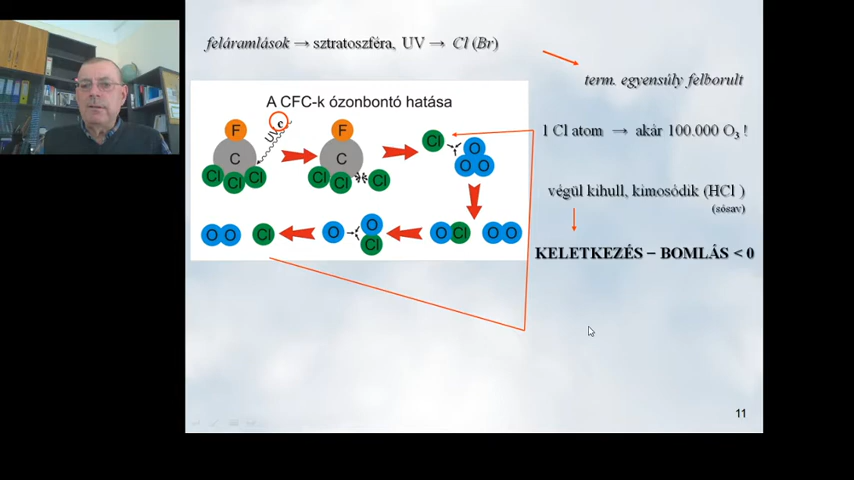 feláramlások → sztratoszféra, UV → Cl (Br)
term. egyensúly felborult
A CFC-k ózonbontó hatása
F
UV
C
Cl Cl Cl
F
C
Cl Cl Cl
Cl
O
O O
1 Cl atom → akár 100.000 O₃ !
végül kihull, kimosódik (HCl )
(sósav)
O O Cl
O
O
Cl
O Cl O O
KELETKEZÉS − BOMLÁS < 0
11